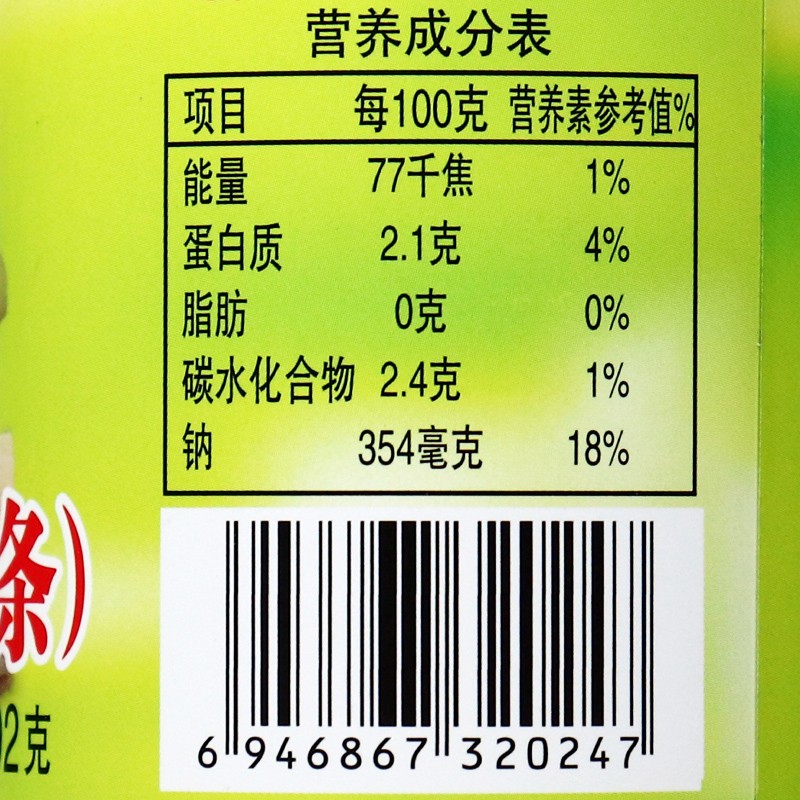 营养成分表
项目 每100克 营养素参考值%
能量 77千焦 1%
蛋白质 2.1克 4%
脂肪 0克 0%
碳水化合物 2.4克 1%
钠 354毫克 18%
条)
2克
6 946867 320247